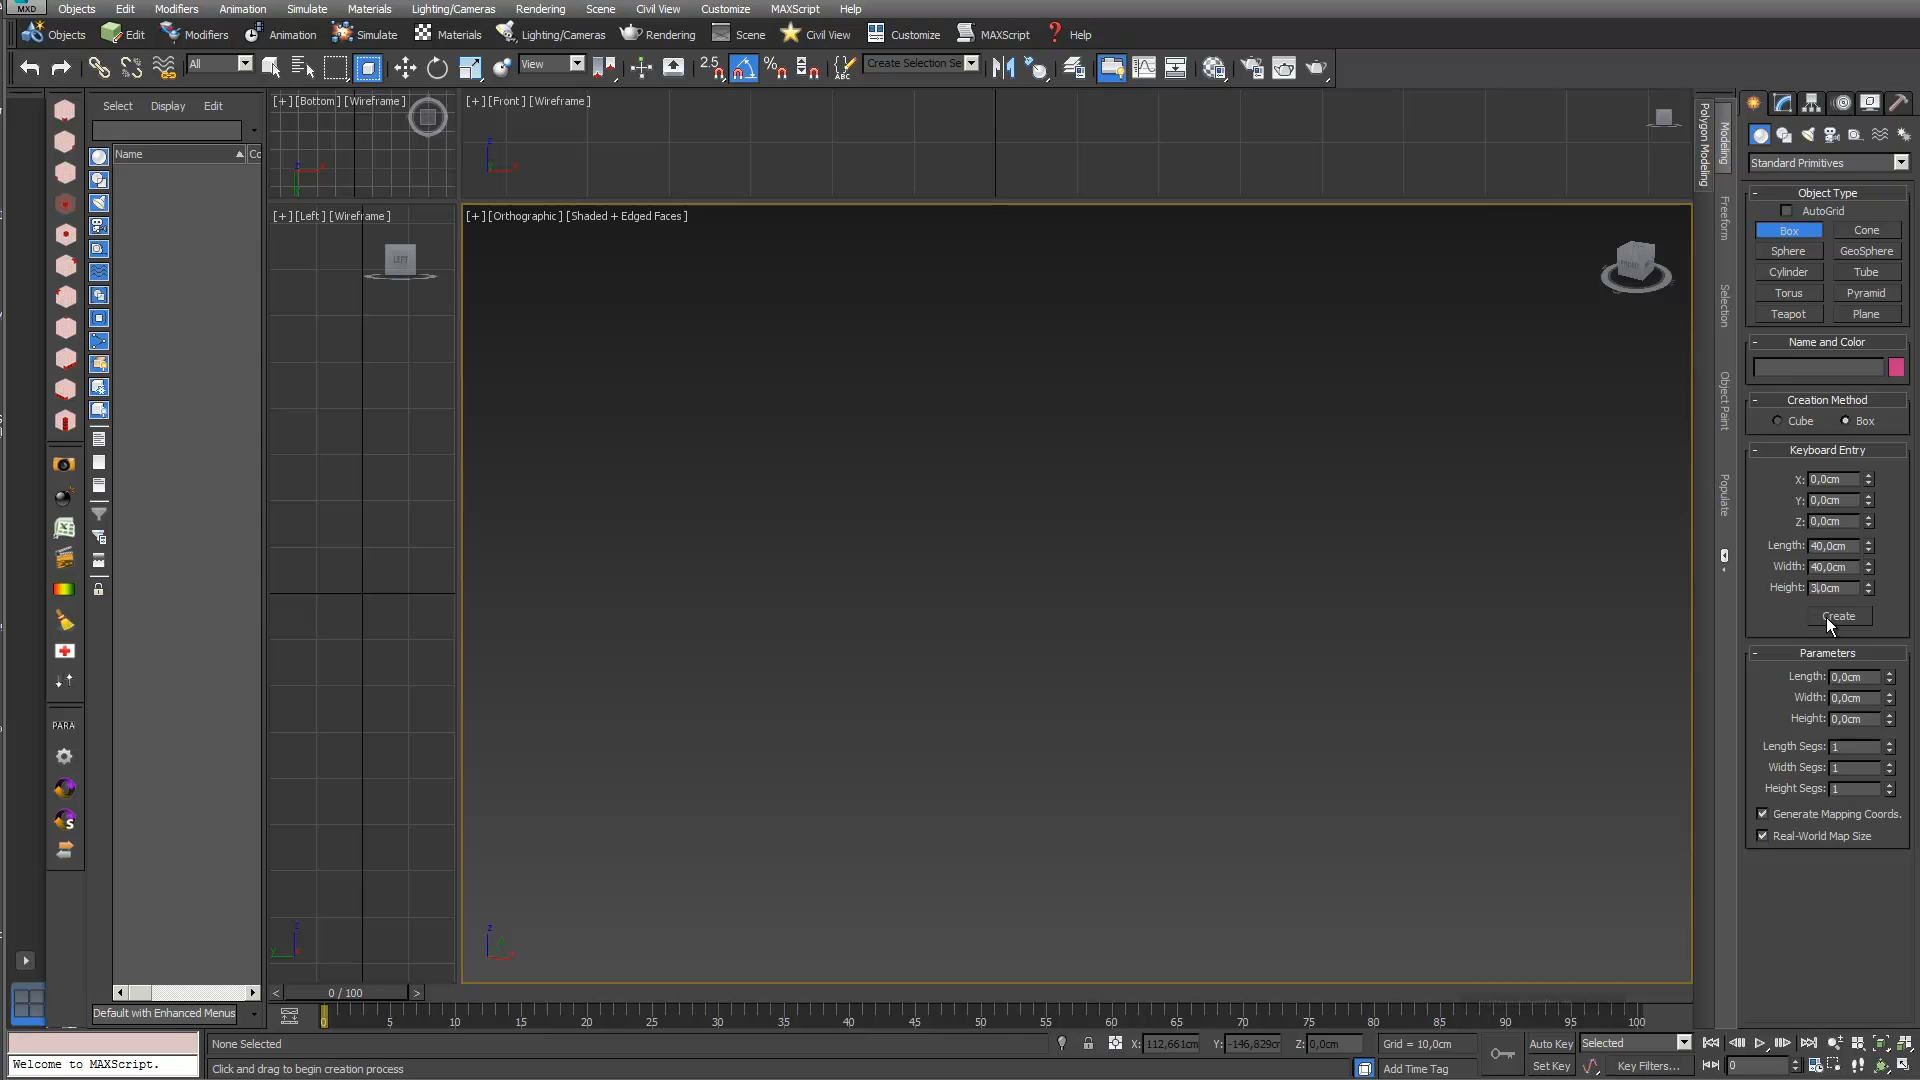 MXD Objects Edit Modifiers Animation Simulate Materials Lighting/Cameras Rendering Scene Civil View Customize MAXScript Help
Objects Edit Modifiers Animation Simulate Materials Lighting/Cameras Rendering Scene Civil View Customize MAXScript Help
All View 2.5 % ABC Create Selection Se
Select Display Edit
Name Co
[+] [Bottom] [Wireframe]
[+] [Front] [Wireframe]
[+] [Left] [Wireframe]
LEFT
[+] [Orthographic] [Shaded + Edged Faces]
FRONT
Polygon Modeling
Modeling
Freeform
Selection
Object Paint
Populate
Standard Primitives
- Object Type
AutoGrid
Box Cone
Sphere GeoSphere
Cylinder Tube
Torus Pyramid
Teapot Plane
- Name and Color
- Creation Method
Cube Box
- Keyboard Entry
X: 0,0cm
Y: 0,0cm
Z: 0,0cm
Length: 40,0cm
Width: 40,0cm
Height: 3,0cm
Create
- Parameters
Length: 0,0cm
Width: 0,0cm
Height: 0,0cm
Length Segs: 1
Width Segs: 1
Height Segs: 1
Generate Mapping Coords.
Real-World Map Size
PARA
S
z x y
< 0 / 100 >
Default with Enhanced Menus
0 5 10 15 20 25 30 35 40 45 50 55 60 65 70 75 80 85 90 95 100
None Selected X: 112,661cm Y: -146,829cm Z: 0,0cm Grid = 10,0cm Auto Key Selected
Welcome to MAXScript. Click and drag to begin creation process Add Time Tag Set Key Key Filters... 0